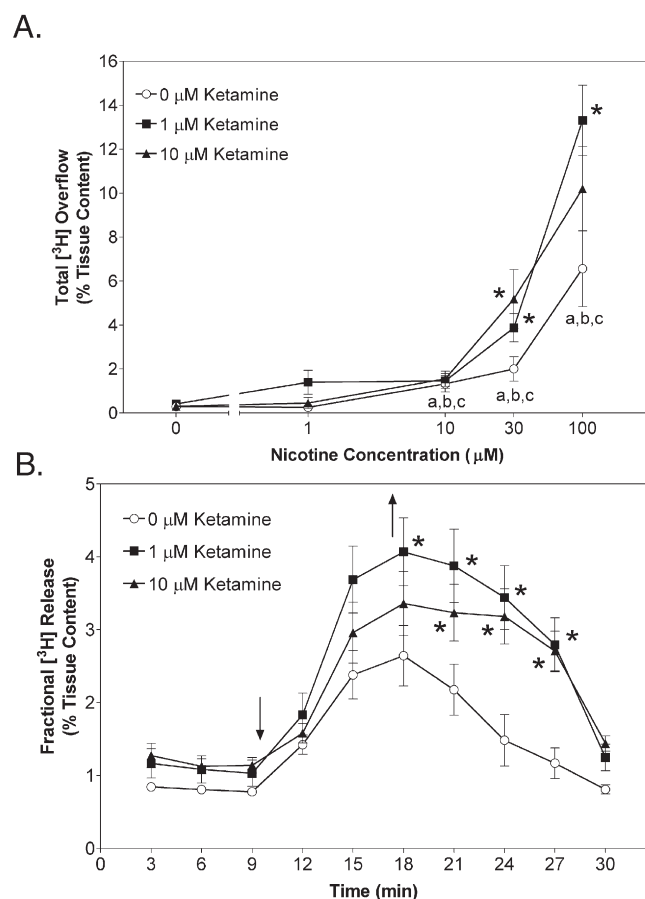 A.
16
14
12
10
8
6
4
2
0
Total [³H] Overflow
(% Tissue Content)
0 μM Ketamine
1 μM Ketamine
10 μM Ketamine
*
*
*
a,b,c
a,b,c
a,b,c
0 1 10 30 100
Nicotine Concentration (μM)
B.
5
4
3
2
1
0
Fractional [³H] Release
(% Tissue Content)
0 μM Ketamine
1 μM Ketamine
10 μM Ketamine
* * * *
* * *
0 3 6 9 12 15 18 21 24 27 30
Time (min)